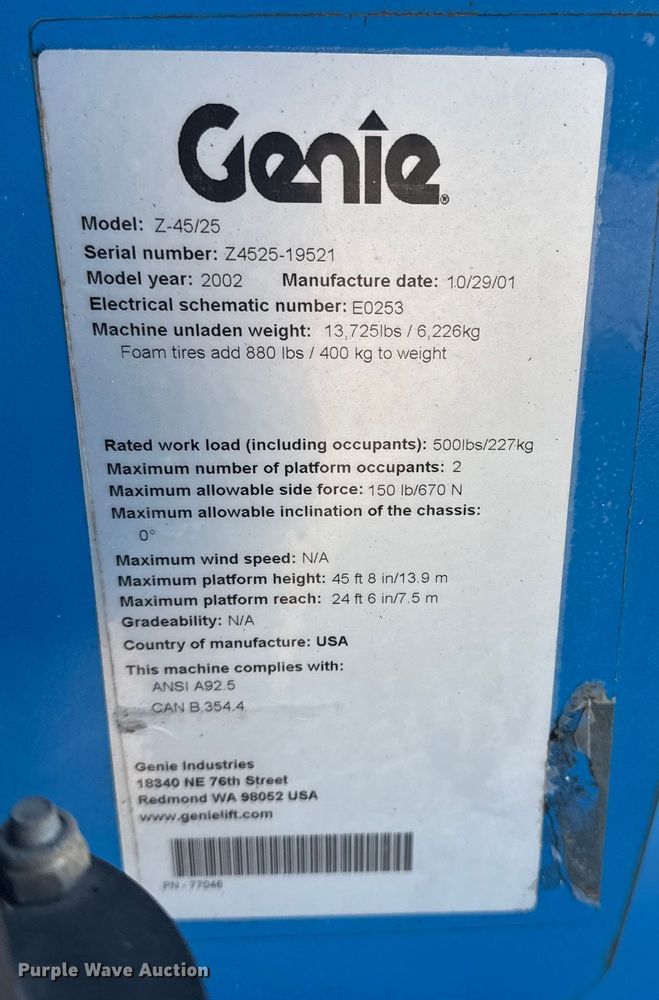 Genie®
Model: Z-45/25
Serial number: Z4525-19521
Model year: 2002 Manufacture date: 10/29/01
Electrical schematic number: E0253
Machine unladen weight: 13,725lbs / 6,226kg
Foam tires add 880 lbs / 400 kg to weight
Rated work load (including occupants): 500lbs/227kg
Maximum number of platform occupants: 2
Maximum allowable side force: 150 lb/670 N
Maximum allowable inclination of the chassis:
0°
Maximum wind speed: N/A
Maximum platform height: 45 ft 8 in/13.9 m
Maximum platform reach: 24 ft 6 in/7.5 m
Gradeability: N/A
Country of manufacture: USA
This machine complies with:
ANSI A92.5
CAN B.354.4
Genie Industries
18340 NE 76th Street
Redmond WA 98052 USA
www.genielift.com
PN - 77046
Purple Wave Auction